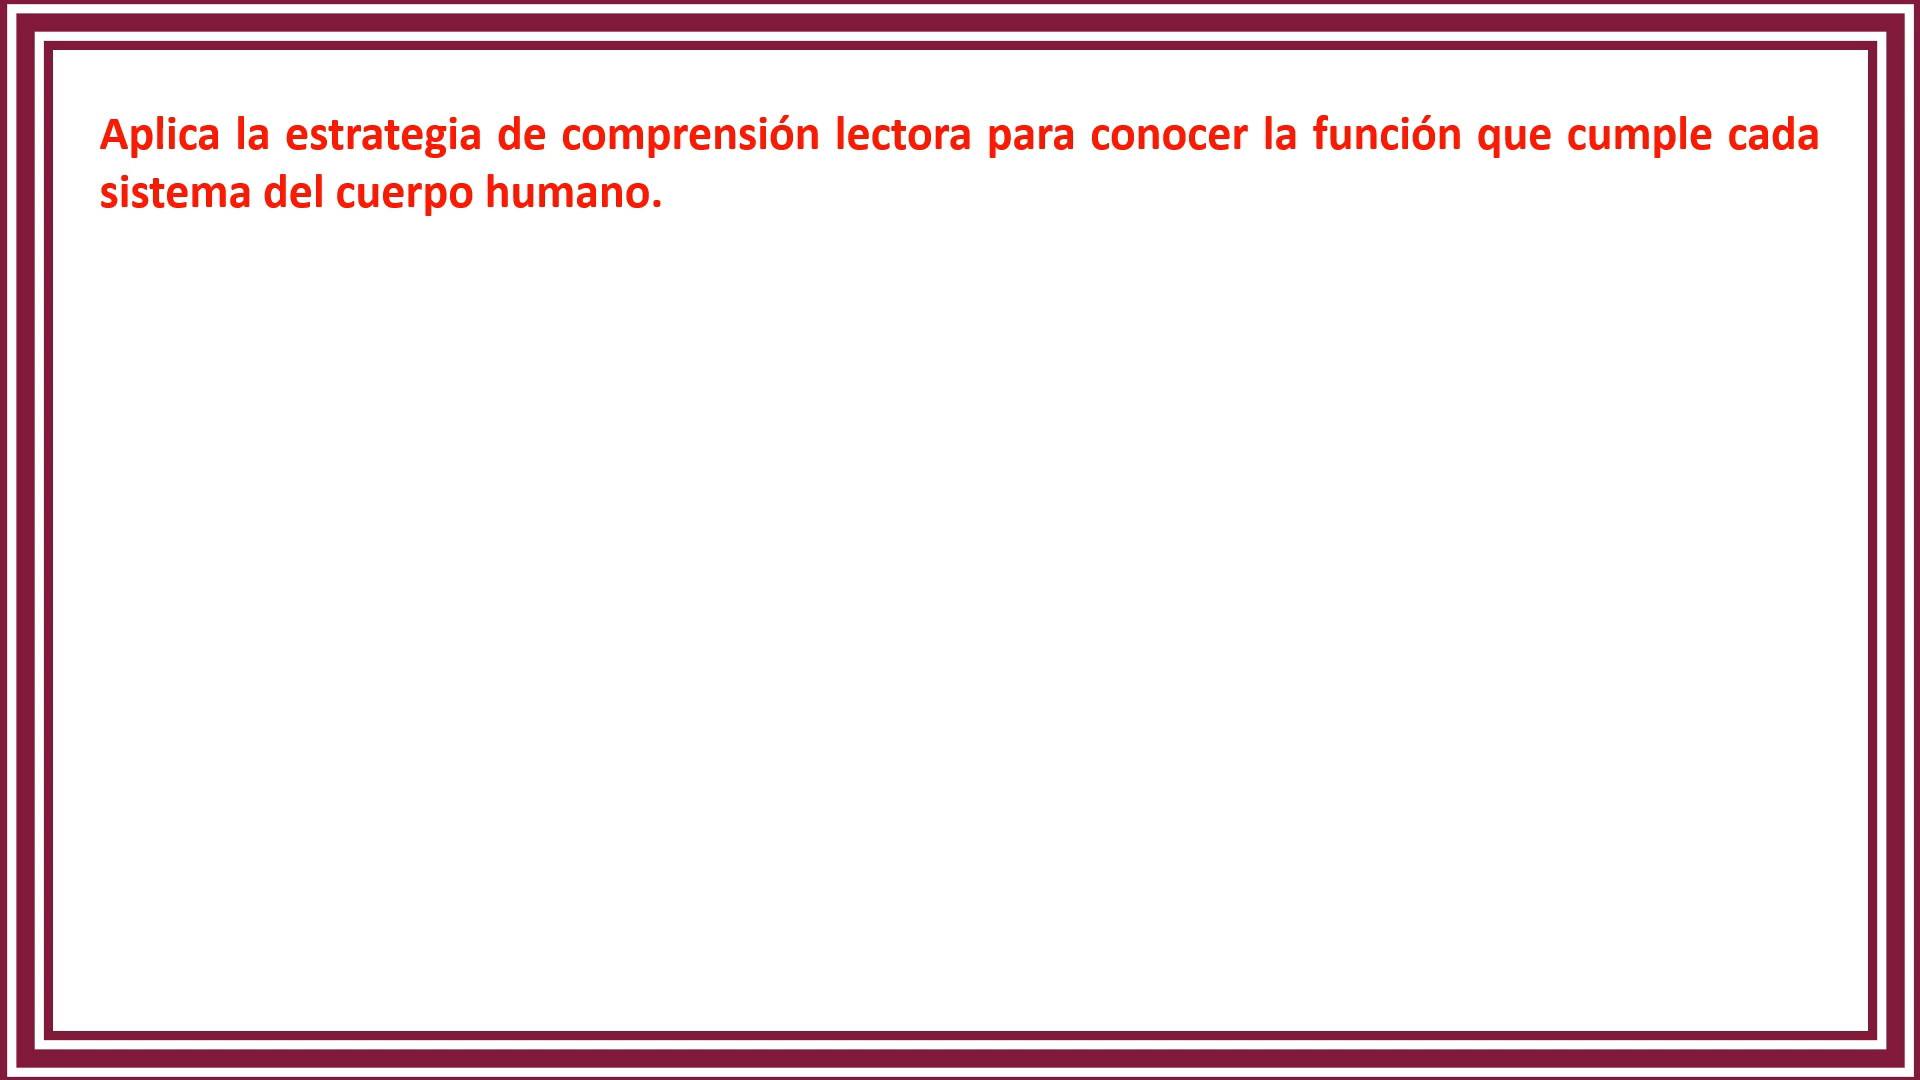 Aplica la estrategia de comprensión lectora para conocer la función que cumple cada
sistema del cuerpo humano.